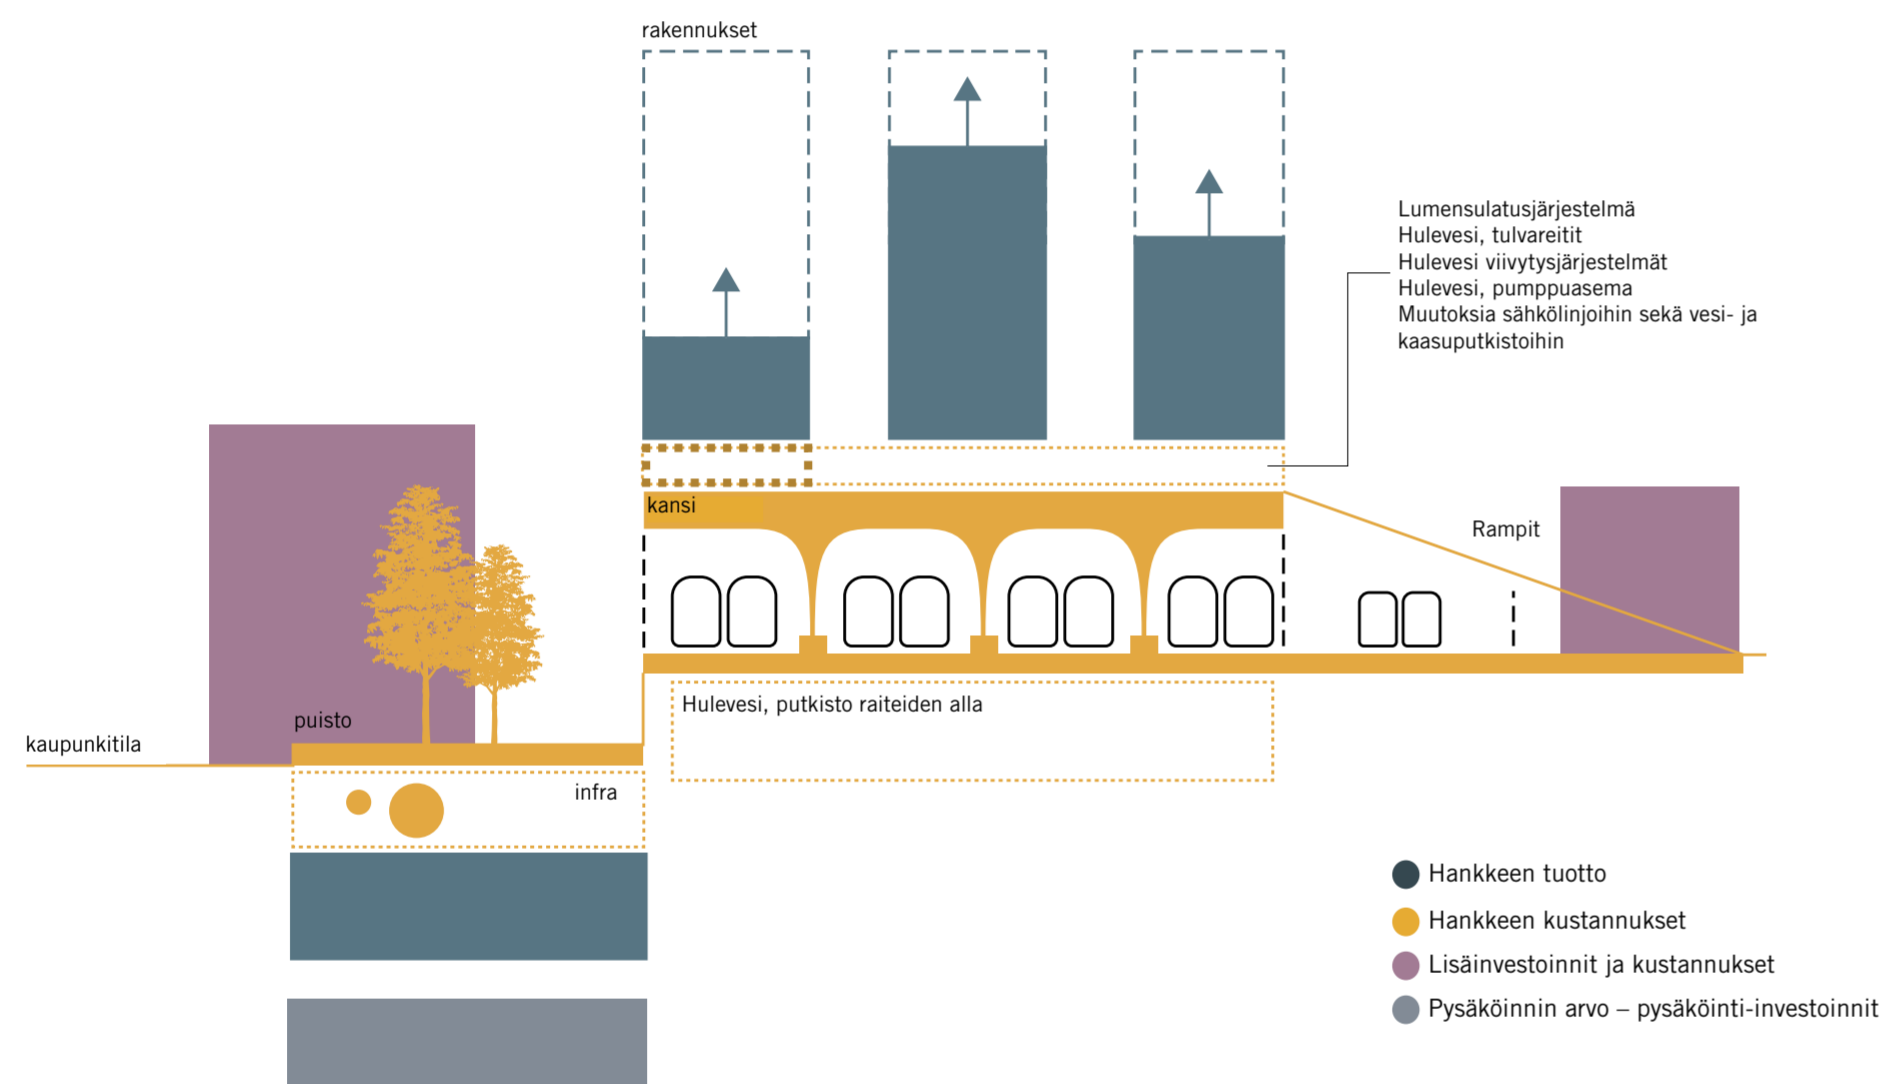 rakennukset
Lumensulatusjärjestelmä
Hulevesi, tulvareitit
Hulevesi viivytysjärjestelmät
Hulevesi, pumppuasema
Muutoksia sähkölinjoihin sekä vesi- ja
kaasuputkistoihin
kansi
Rampit
Hulevesi, putkisto raiteiden alla
puisto
kaupunkitila
infra
Hankkeen tuotto
Hankkeen kustannukset
Lisäinvestoinnit ja kustannukset
Pysäköinnin arvo – pysäköinti-investoinnit